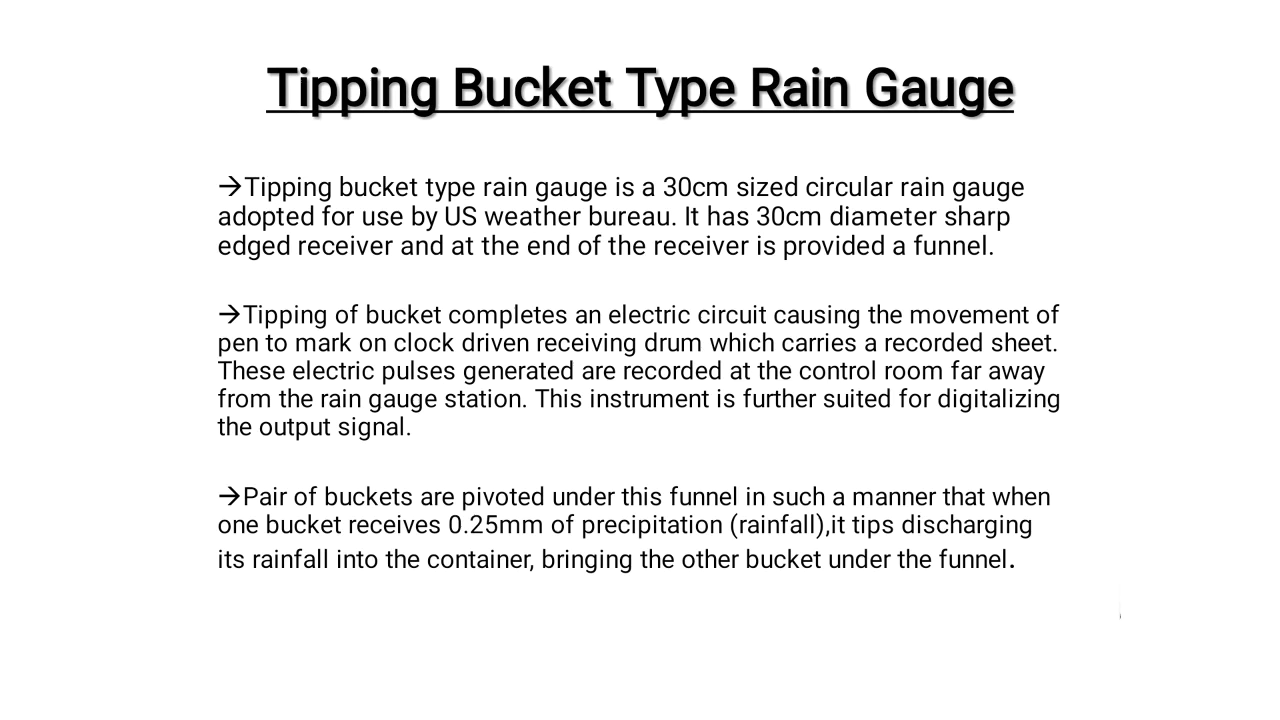 Tipping Bucket Type Rain Gauge
→Tipping bucket type rain gauge is a 30cm sized circular rain gauge
adopted for use by US weather bureau. It has 30cm diameter sharp
edged receiver and at the end of the receiver is provided a funnel.
→Tipping of bucket completes an electric circuit causing the movement of
pen to mark on clock driven receiving drum which carries a recorded sheet.
These electric pulses generated are recorded at the control room far away
from the rain gauge station. This instrument is further suited for digitalizing
the output signal.
→Pair of buckets are pivoted under this funnel in such a manner that when
one bucket receives 0.25mm of precipitation (rainfall),it tips discharging
its rainfall into the container, bringing the other bucket under the funnel.